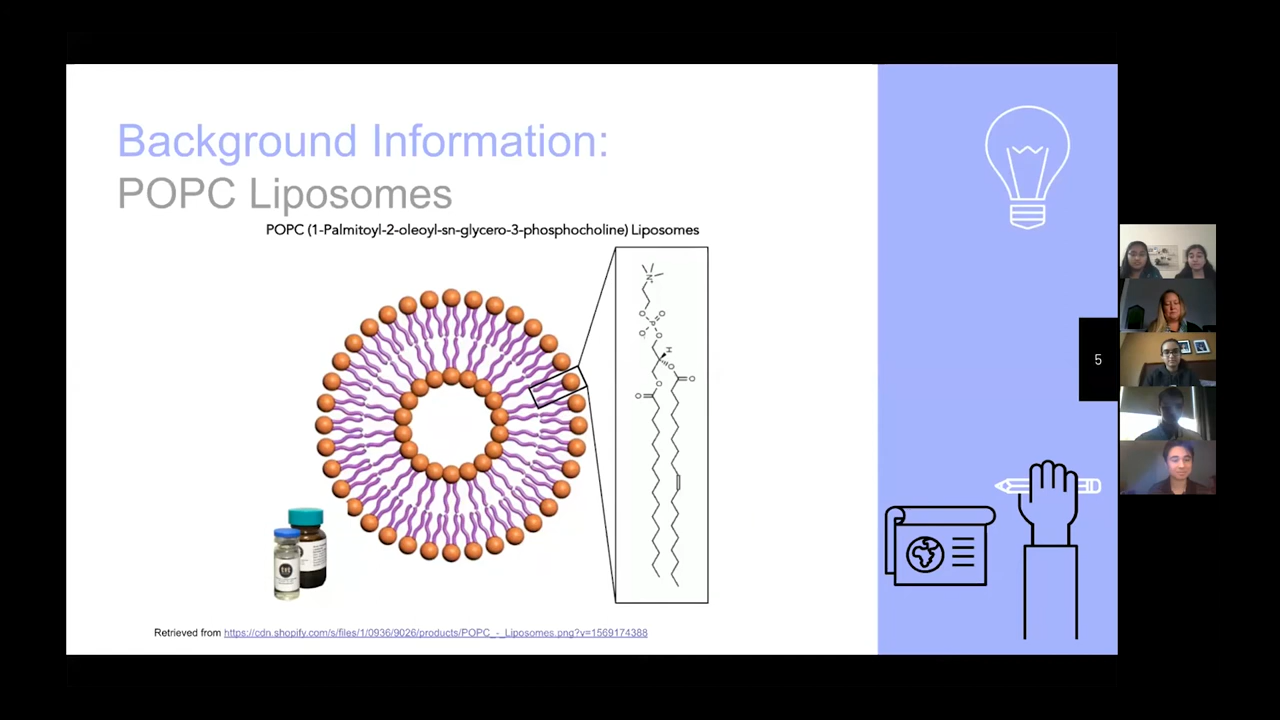 Background Information:
POPC Liposomes
POPC (1-Palmitoyl-2-oleoyl-sn-glycero-3-phosphocholine) Liposomes
5
Retrieved from https://cdn.shopify.com/s/files/1/0936/9026/products/POPC_-_Liposomes.png?v=1569174388